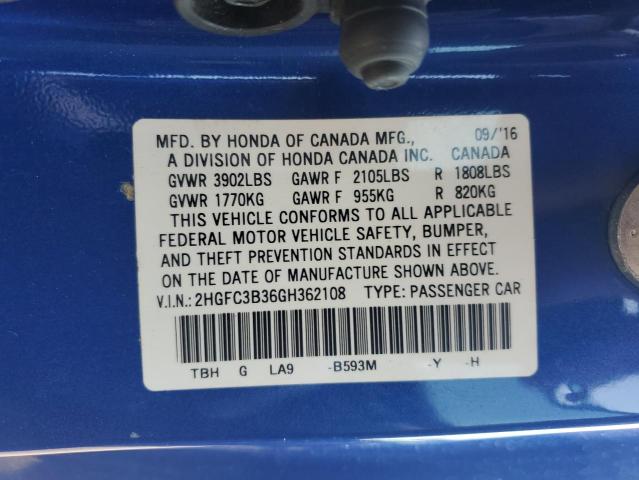 MFD. BY HONDA OF CANADA MFG., 09/'16
A DIVISION OF HONDA CANADA INC. CANADA
GVWR 3902LBS GAWR F 2105LBS R 1808LBS
GVWR 1770KG GAWR F 955KG R 820KG
THIS VEHICLE CONFORMS TO ALL APPLICABLE
FEDERAL MOTOR VEHICLE SAFETY, BUMPER,
AND THEFT PREVENTION STANDARDS IN EFFECT
ON THE DATE OF MANUFACTURE SHOWN ABOVE.
V.I.N.: 2HGFC3B36GH362108 TYPE: PASSENGER CAR
TBH G LA9 -B593M -Y -H